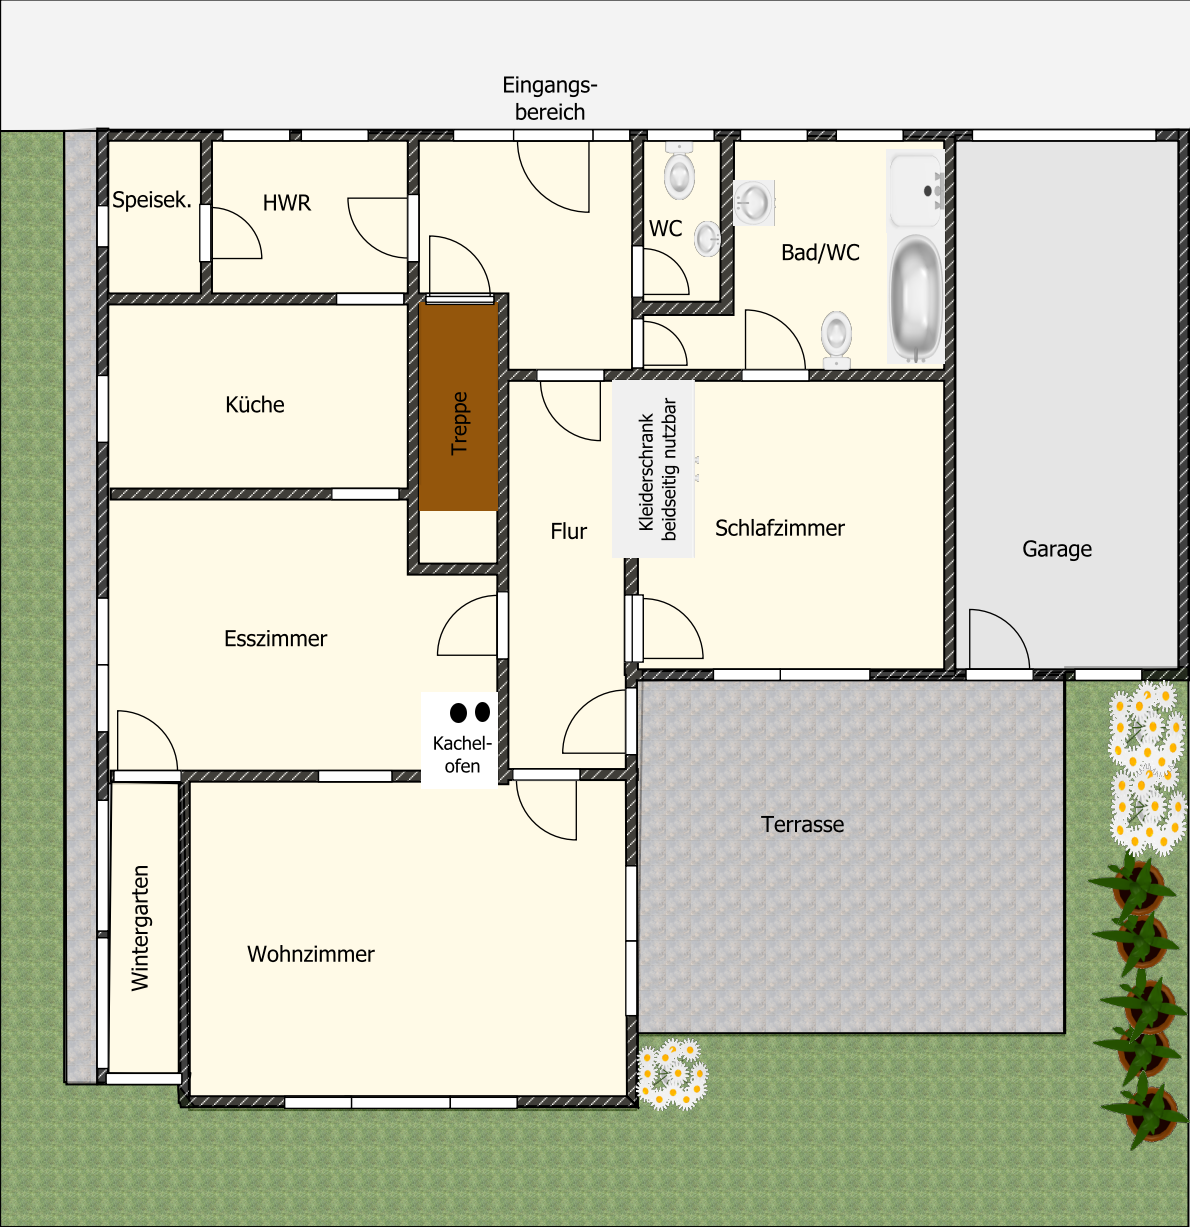 Eingangs-
bereich
Speisek.
HWR
WC
Bad/WC
Küche
Treppe
Kleiderschrank
beidseitig nutzbar
Flur
Schlafzimmer
Garage
Esszimmer
Kachel-
ofen
Terrasse
Wintergarten
Wohnzimmer